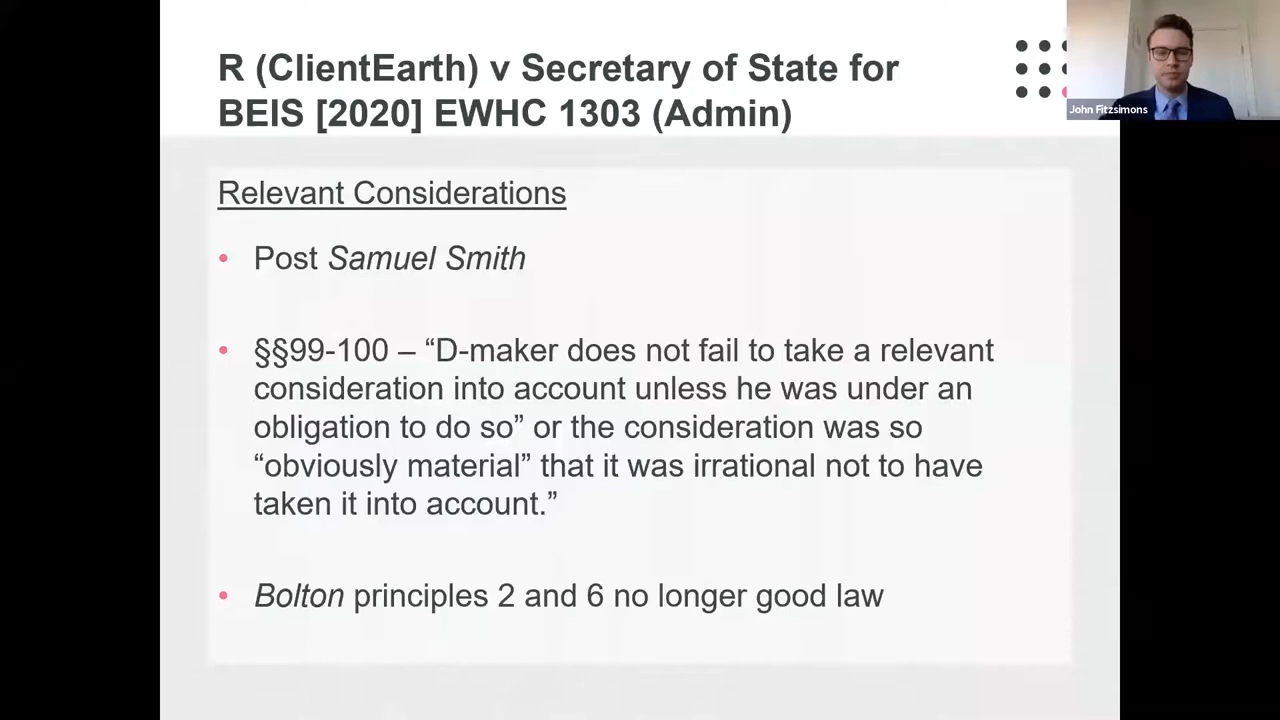 R (ClientEarth) v Secretary of State for
BEIS [2020] EWHC 1303 (Admin)
John Fitzsimons
Relevant Considerations
• Post Samuel Smith
• §§99-100 – “D-maker does not fail to take a relevant
consideration into account unless he was under an
obligation to do so” or the consideration was so
“obviously material” that it was irrational not to have
taken it into account.”
• Bolton principles 2 and 6 no longer good law